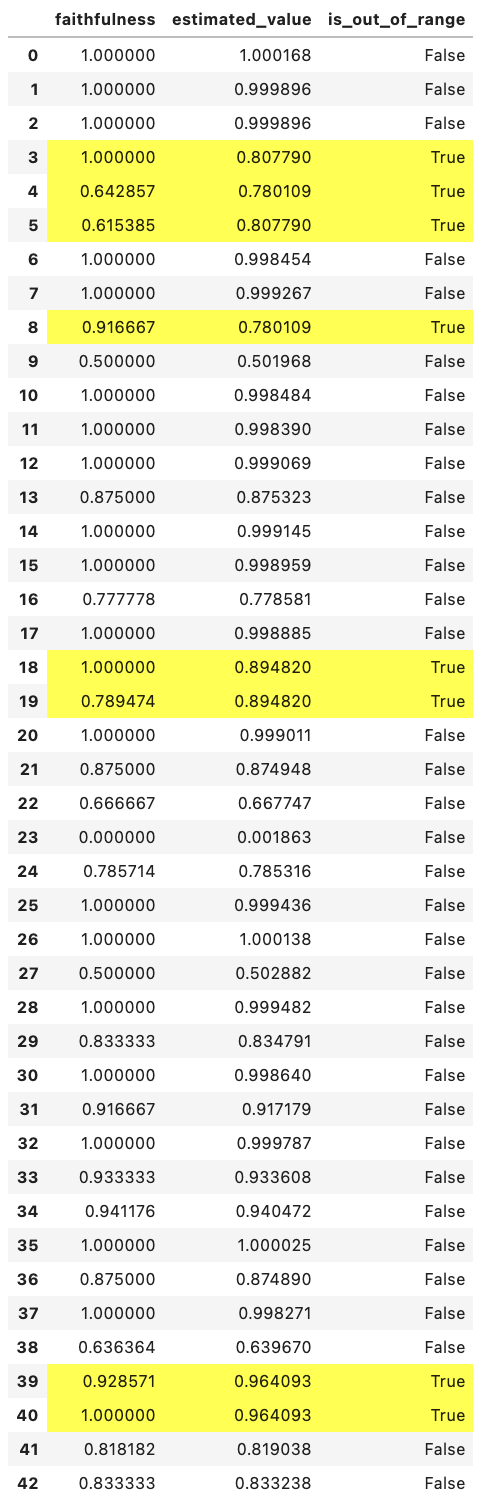 faithfulness estimated_value is_out_of_range
0 1.000000 1.000168 False
1 1.000000 0.999896 False
2 1.000000 0.999896 False
3 1.000000 0.807790 True
4 0.642857 0.780109 True
5 0.615385 0.807790 True
6 1.000000 0.998454 False
7 1.000000 0.999267 False
8 0.916667 0.780109 True
9 0.500000 0.501968 False
10 1.000000 0.998484 False
11 1.000000 0.998390 False
12 1.000000 0.999069 False
13 0.875000 0.875323 False
14 1.000000 0.999145 False
15 1.000000 0.998959 False
16 0.777778 0.778581 False
17 1.000000 0.998885 False
18 1.000000 0.894820 True
19 0.789474 0.894820 True
20 1.000000 0.999011 False
21 0.875000 0.874948 False
22 0.666667 0.667747 False
23 0.000000 0.001863 False
24 0.785714 0.785316 False
25 1.000000 0.999436 False
26 1.000000 1.000138 False
27 0.500000 0.502882 False
28 1.000000 0.999482 False
29 0.833333 0.834791 False
30 1.000000 0.998640 False
31 0.916667 0.917179 False
32 1.000000 0.999787 False
33 0.933333 0.933608 False
34 0.941176 0.940472 False
35 1.000000 1.000025 False
36 0.875000 0.874890 False
37 1.000000 0.998271 False
38 0.636364 0.639670 False
39 0.928571 0.964093 True
40 1.000000 0.964093 True
41 0.818182 0.819038 False
42 0.833333 0.833238 False